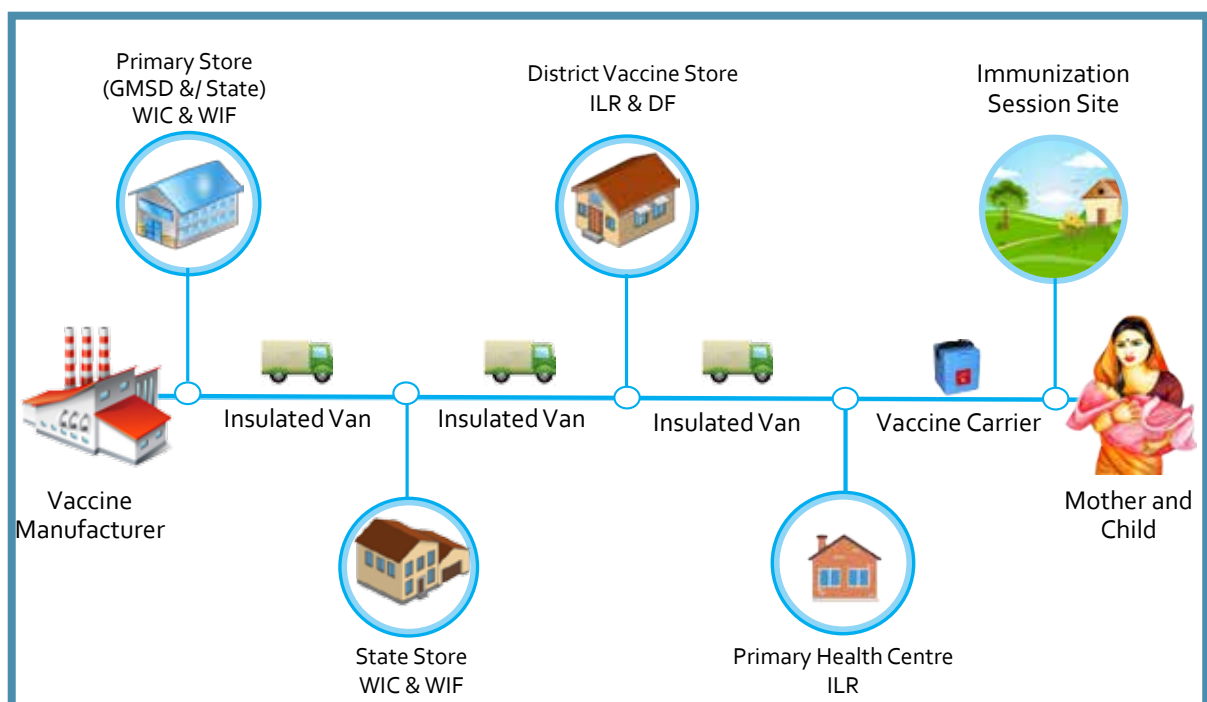 Primary Store
(GMSD &/ State)
WIC & WIF
District Vaccine Store
ILR & DF
Immunization
Session Site
Insulated Van
Insulated Van
Insulated Van
Vaccine Carrier
Vaccine
Manufacturer
Mother and
Child
State Store
WIC & WIF
Primary Health Centre
ILR